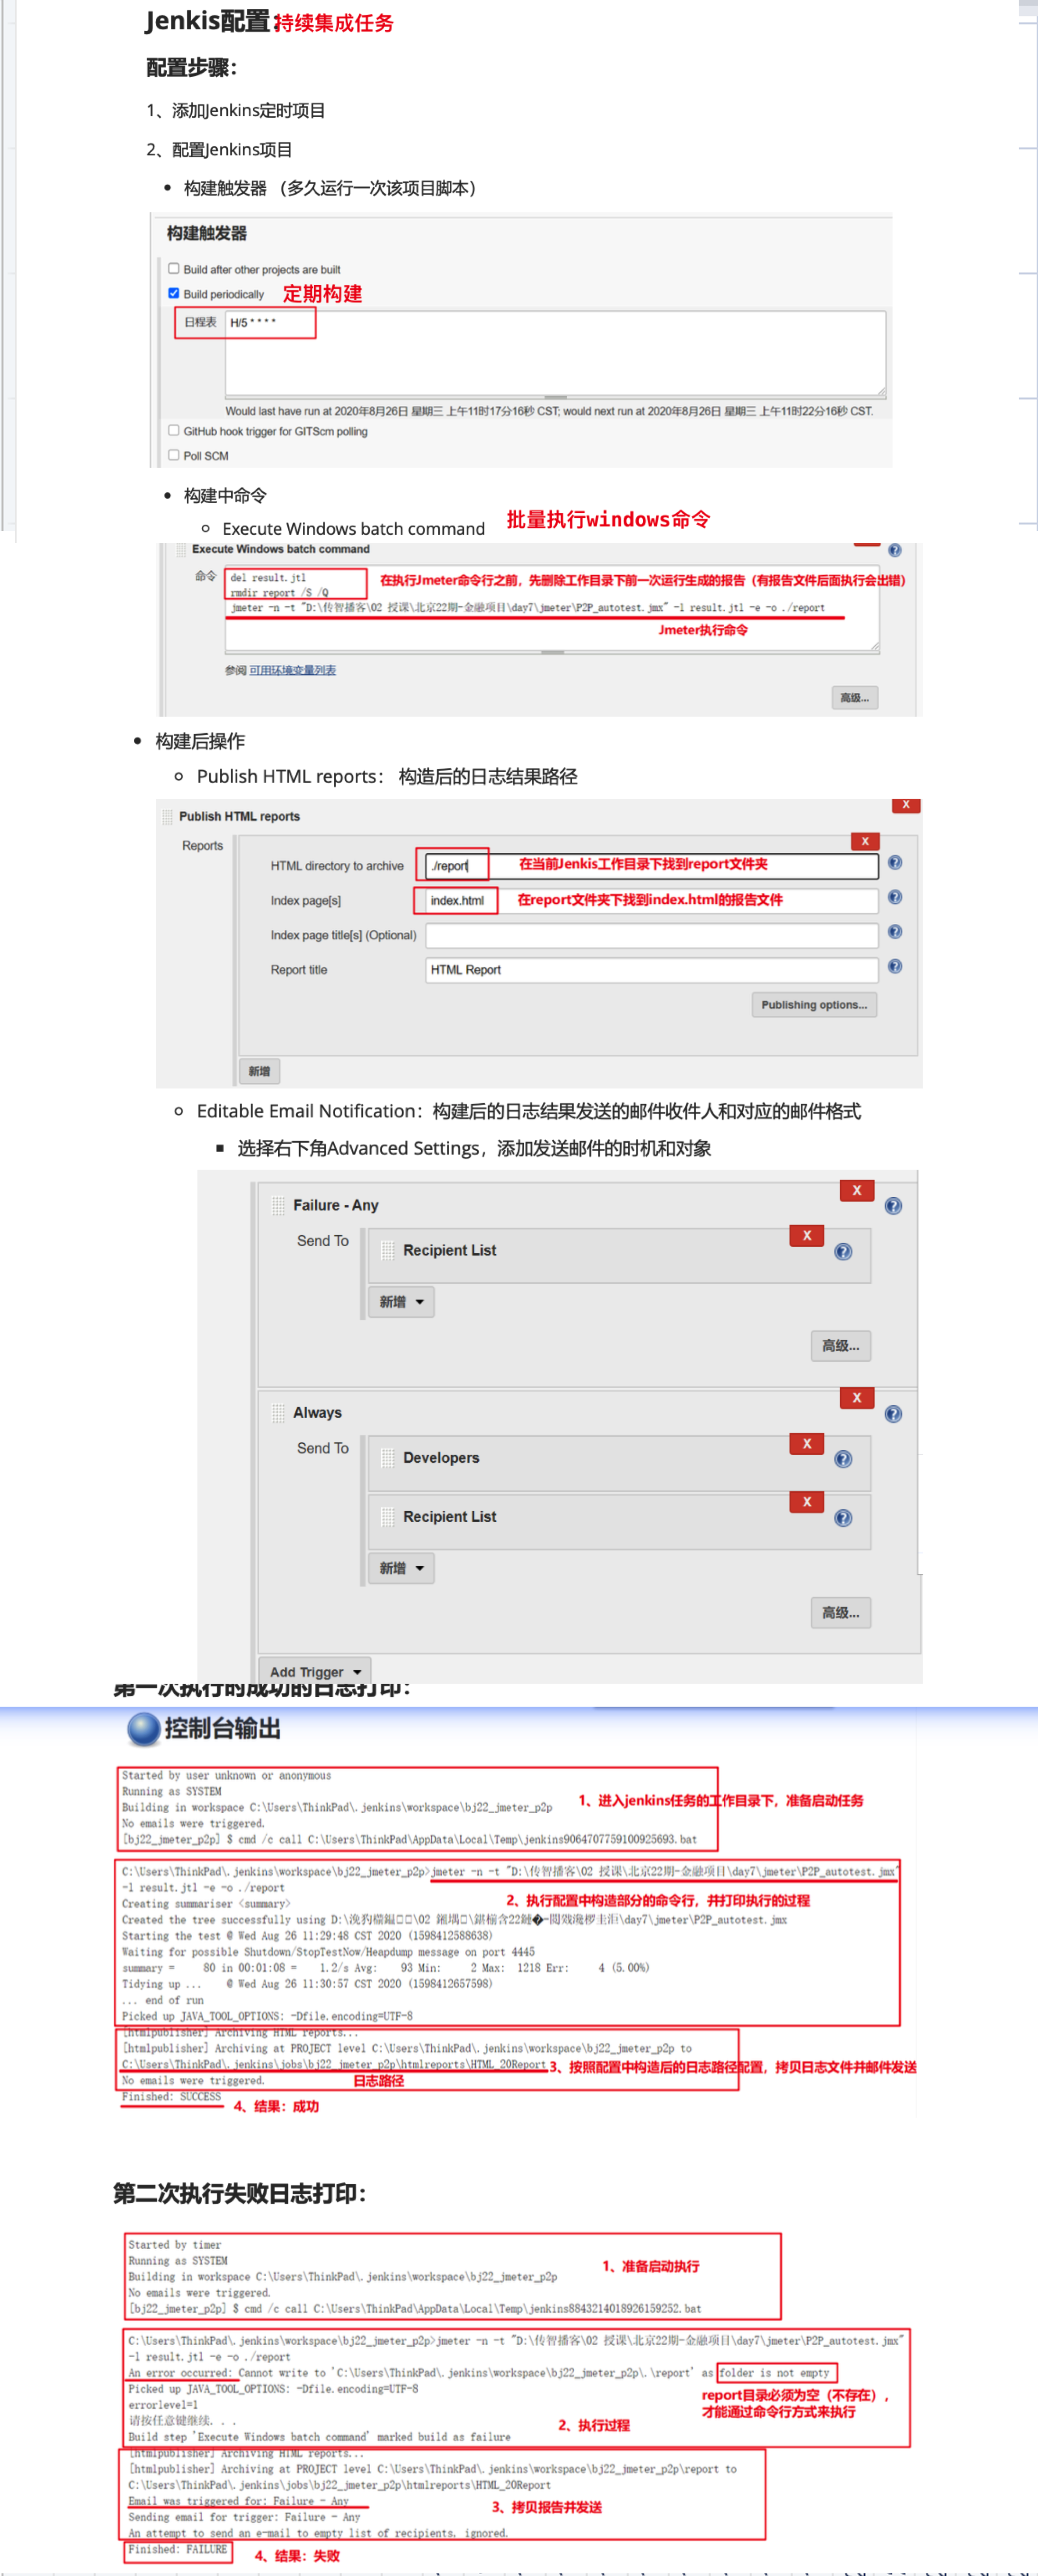 Jenkis配置:持续集成任务
配置步骤：
1、添加Jenkins定时项目
2、配置Jenkins项目
• 构建触发器 （多久运行一次该项目脚本）
构建触发器
Build after other projects are built
Build periodically 定期构建
日程表 H/5 * * * *
Would last have run at 2020年8月26日 星期三 上午11时17分16秒 CST; would next run at 2020年8月26日 星期三 上午11时22分16秒 CST.
GitHub hook trigger for GITScm polling
Poll SCM
• 构建中命令
Execute Windows batch command 批量执行windows命令
Execute Windows batch command
命令 del result.jtl
rmdir report /S /Q
在执行Jmeter命令行之前，先删除工作目录下前一次运行生成的报告（有报告文件后面执行会出错）
jmeter -n -t "D:\传智播客\02 授课\北京22期-金融项目\day7\jmeter\P2P_autotest.jmx" -l result.jtl -e -o ./report
Jmeter执行命令
参阅 可用环境变量列表
高级...
• 构建后操作
Publish HTML reports： 构造后的日志结果路径
X
Publish HTML reports
Reports
X
HTML directory to archive ./report 在当前Jenkis工作目录下找到report文件夹
Index page[s] index.html 在report文件夹下找到index.html的报告文件
Index page title[s] (Optional)
Report title HTML Report
Publishing options...
新增
Editable Email Notification：构建后的日志结果发送的邮件收件人和对应的邮件格式
选择右下角Advanced Settings，添加发送邮件的时机和对象
X
Failure - Any
X
Send To Recipient List
新增
高级...
X
Always
X
Send To Developers
X
Recipient List
新增
高级...
Add Trigger
第一次执行的成功的日志打印：
控制台输出
Started by user unknown or anonymous
Running as SYSTEM
Building in workspace C:\Users\ThinkPad\.jenkins\workspace\bj22_jmeter_p2p
1、进入jenkins任务的工作目录下，准备启动任务
No emails were triggered.
[bj22_jmeter_p2p] $ cmd /c call C:\Users\ThinkPad\AppData\Local\Temp\jenkins9064707759100925693.bat
C:\Users\ThinkPad\.jenkins\workspace\bj22_jmeter_p2p>jmeter -n -t "D:\传智播客\02 授课\北京22期-金融项目\day7\jmeter\P2P_autotest.jmx"
-l result.jtl -e -o ./report
2、执行配置中构造部分的命令行，并打印执行的过程
Creating summariser <summary>
Created the tree successfully using D:\ \02 \day7\jmeter\P2P_autotest.jmx
Starting the test @ Wed Aug 26 11:29:48 CST 2020 (1598412588638)
Waiting for possible Shutdown/StopTestNow/Heapdump message on port 4445
summary = 80 in 00:01:08 = 1.2/s Avg: 93 Min: 2 Max: 1218 Err: 4 (5.00%)
Tidying up ... @ Wed Aug 26 11:30:57 CST 2020 (1598412657598)
... end of run
Picked up JAVA_TOOL_OPTIONS: -Dfile.encoding=UTF-8
[htmlpublisher] Archiving HTML reports...
[htmlpublisher] Archiving at PROJECT level C:\Users\ThinkPad\.jenkins\workspace\bj22_jmeter_p2p to
C:\Users\ThinkPad\.jenkins\jobs\bj22_jmeter_p2p\htmlreports\HTML_20Report 3、按照配置中构造后的日志路径配置，拷贝日志文件并邮件发送
No emails were triggered. 日志路径
Finished: SUCCESS 4、结果：成功
第二次执行失败日志打印：
Started by timer
Running as SYSTEM
1、准备启动执行
Building in workspace C:\Users\ThinkPad\.jenkins\workspace\bj22_jmeter_p2p
No emails were triggered.
[bj22_jmeter_p2p] $ cmd /c call C:\Users\ThinkPad\AppData\Local\Temp\jenkins8843214018926159252.bat
C:\Users\ThinkPad\.jenkins\workspace\bj22_jmeter_p2p>jmeter -n -t "D:\传智播客\02 授课\北京22期-金融项目\day7\jmeter\P2P_autotest.jmx"
-l result.jtl -e -o ./report
An error occurred: Cannot write to 'C:\Users\ThinkPad\.jenkins\workspace\bj22_jmeter_p2p\.\report' as folder is not empty
Picked up JAVA_TOOL_OPTIONS: -Dfile.encoding=UTF-8
report目录必须为空（不存在），
errorlevel=1
才能通过命令行方式来执行
请按任意键继续. . .
2、执行过程
Build step 'Execute Windows batch command' marked build as failure
[htmlpublisher] Archiving HTML reports...
[htmlpublisher] Archiving at PROJECT level C:\Users\ThinkPad\.jenkins\workspace\bj22_jmeter_p2p\report to
C:\Users\ThinkPad\.jenkins\jobs\bj22_jmeter_p2p\htmlreports\HTML_20Report
Email was triggered for: Failure - Any
3、拷贝报告并发送
Sending email for trigger: Failure - Any
An attempt to send an e-mail to empty list of recipients, ignored.
Finished: FAILURE 4、结果：失败